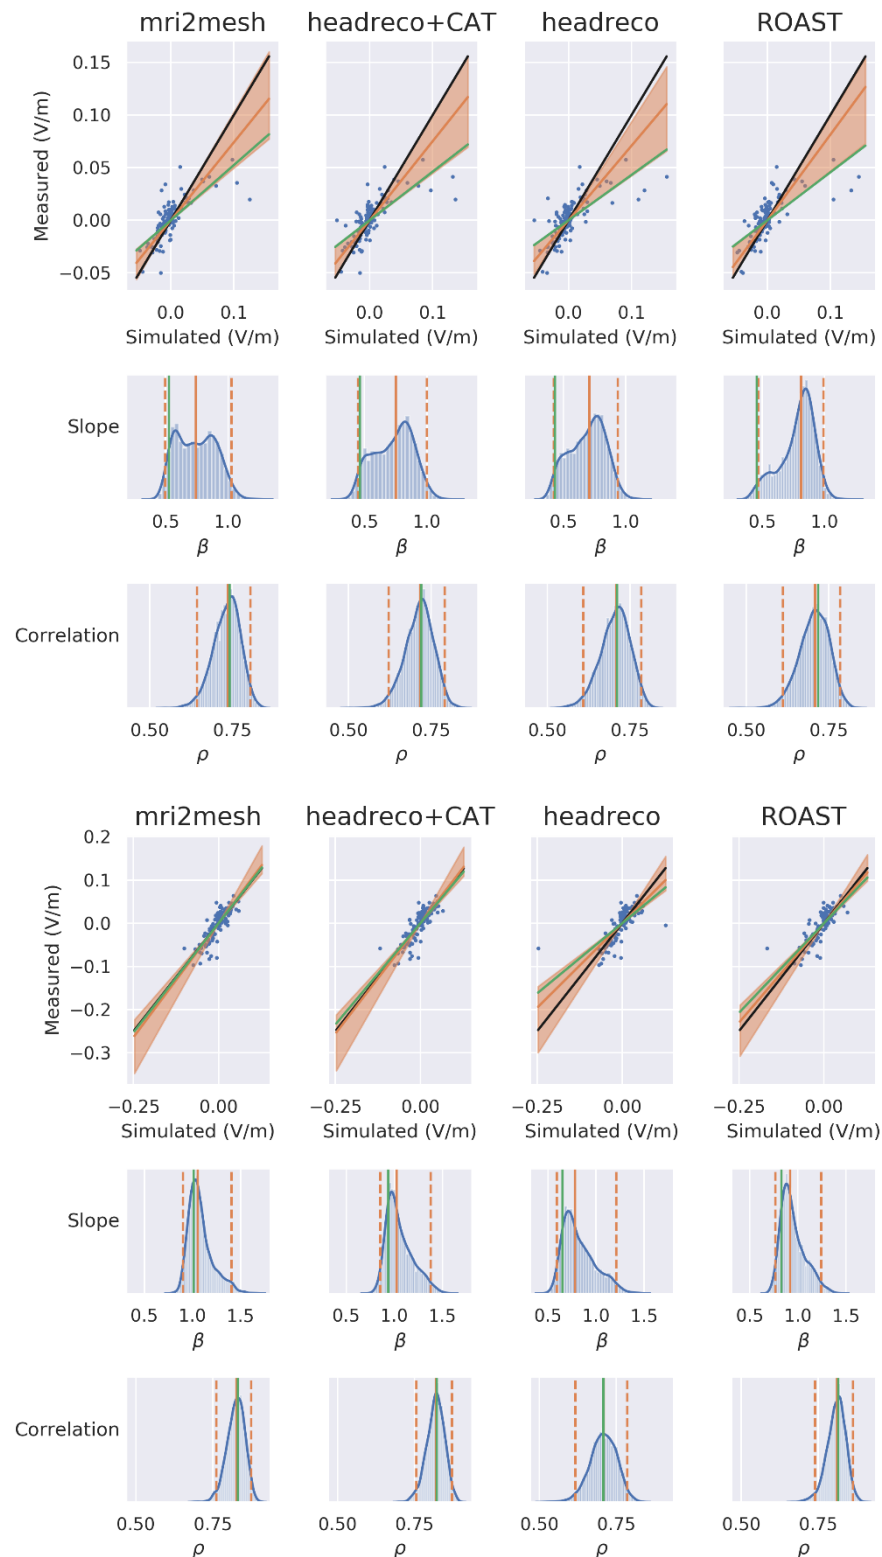 mri2mesh headreco+CAT headreco ROAST
0.15
0.10
0.05
0.00
−0.05
Measured (V/m)
0.0 0.1 0.0 0.1 0.0 0.1 0.0 0.1
Simulated (V/m) Simulated (V/m) Simulated (V/m) Simulated (V/m)
Slope
0.5 1.0 0.5 1.0 0.5 1.0 0.5 1.0
β β β β
Correlation
0.50 0.75 0.50 0.75 0.50 0.75 0.50 0.75
ρ ρ ρ ρ
mri2mesh headreco+CAT headreco ROAST
0.2
0.1
0.0
−0.1
−0.2
−0.3
Measured (V/m)
−0.25 0.00 −0.25 0.00 −0.25 0.00 −0.25 0.00
Simulated (V/m) Simulated (V/m) Simulated (V/m) Simulated (V/m)
Slope
0.5 1.0 1.5 0.5 1.0 1.5 0.5 1.0 1.5 0.5 1.0 1.5
β β β β
Correlation
0.50 0.75 0.50 0.75 0.50 0.75 0.50 0.75
ρ ρ ρ ρ